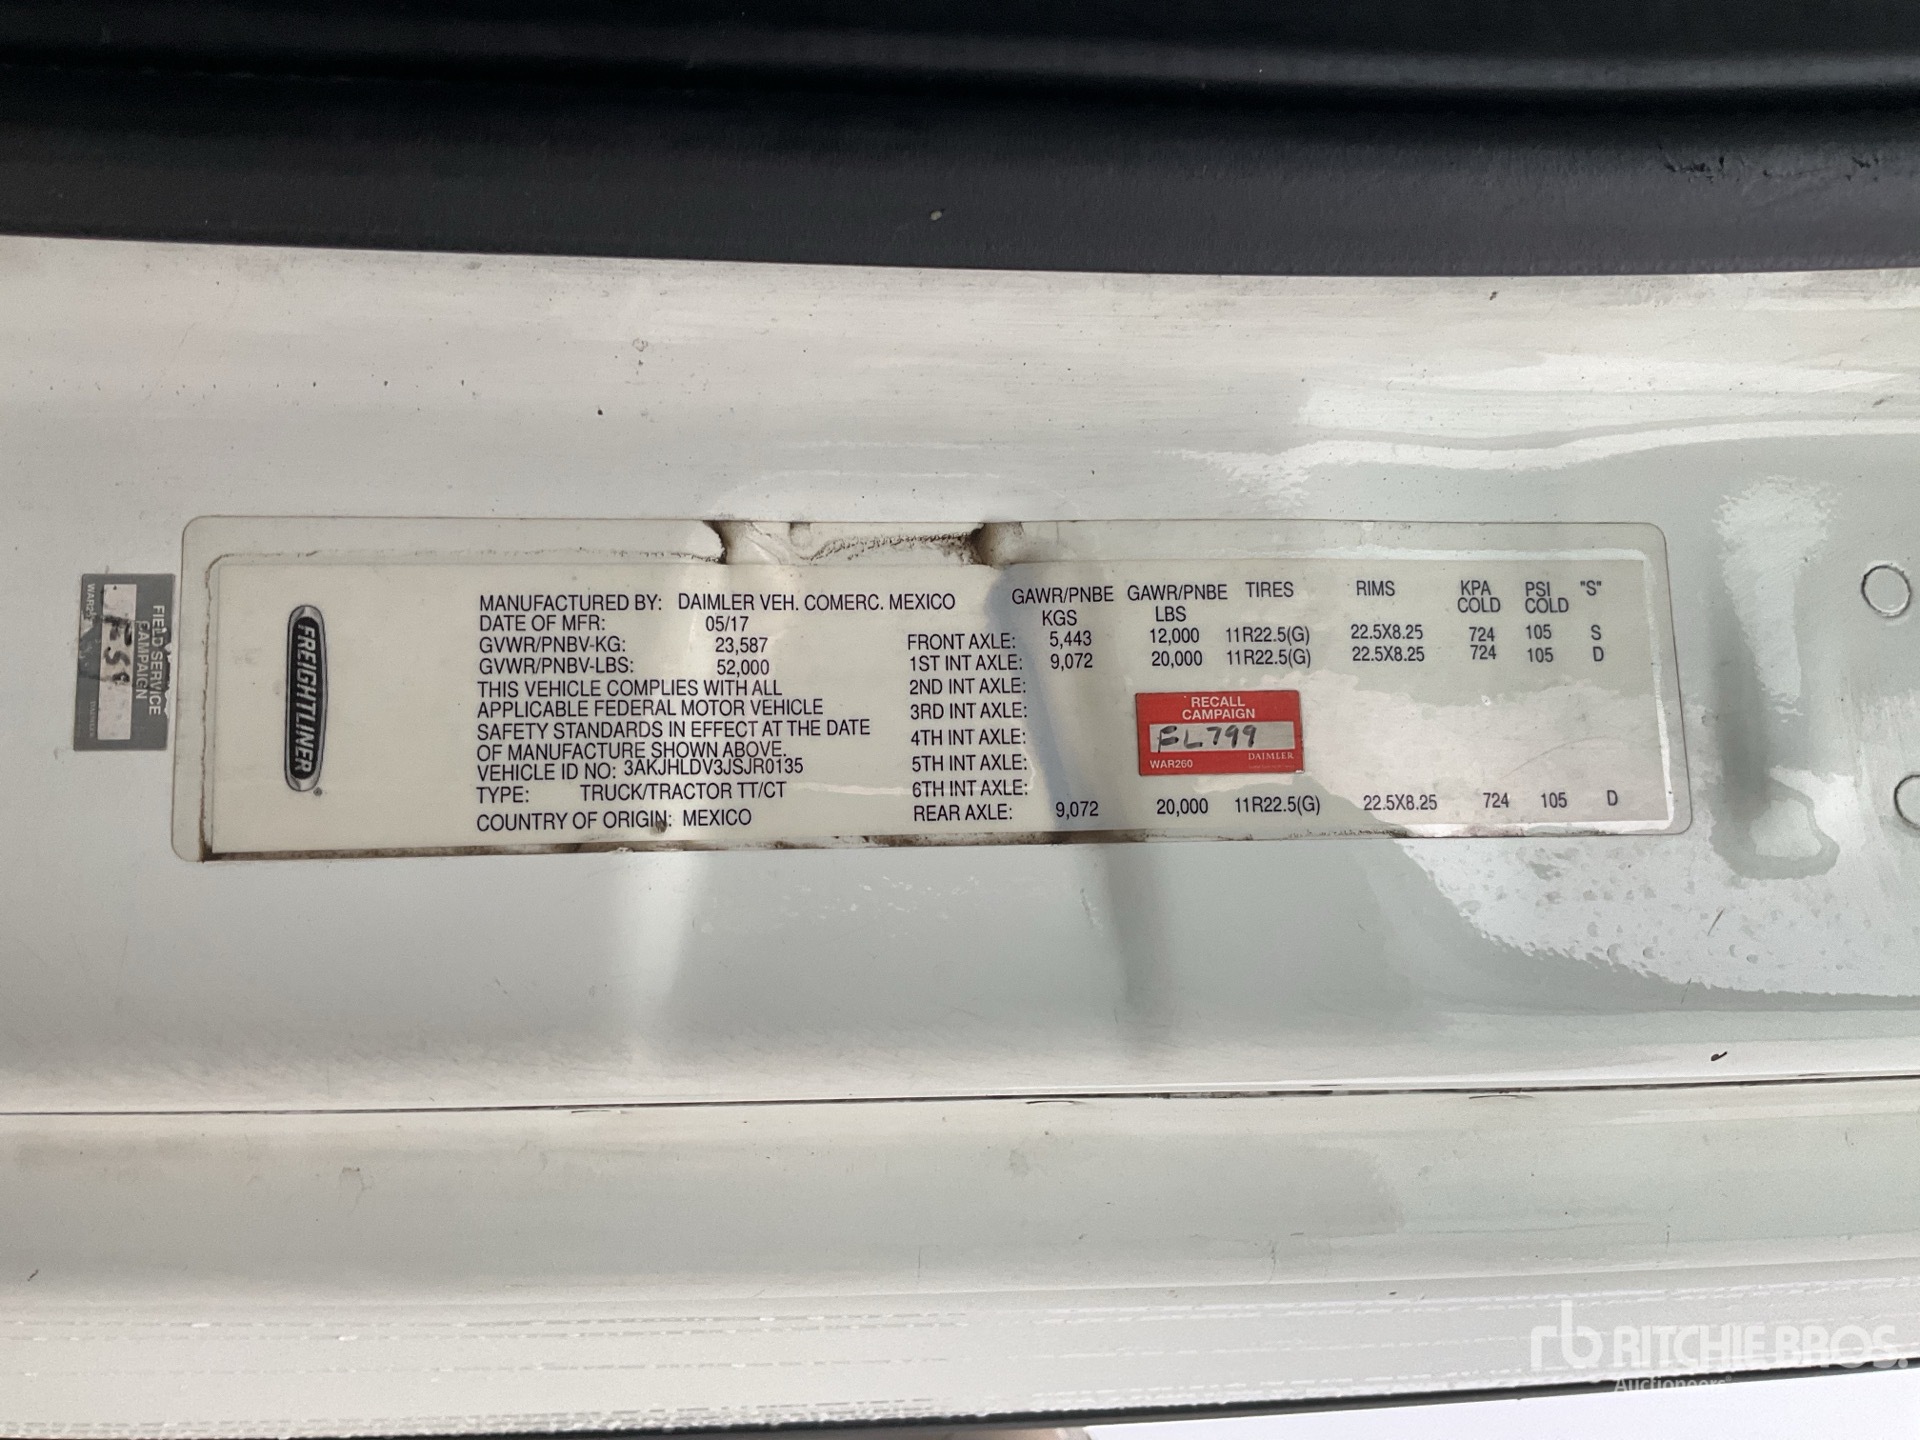 FREIGHTLINER
MANUFACTURED BY: DAIMLER VEH. COMERC. MEXICO
DATE OF MFR: 05/17
GVWR/PNBV-KG: 23,587
GVWR/PNBV-LBS: 52,000
THIS VEHICLE COMPLIES WITH ALL
APPLICABLE FEDERAL MOTOR VEHICLE
SAFETY STANDARDS IN EFFECT AT THE DATE
OF MANUFACTURE SHOWN ABOVE.
VEHICLE ID NO: 3AKJHLDV3JSJR0135
TYPE: TRUCK/TRACTOR TT/CT
COUNTRY OF ORIGIN: MEXICO
GAWR/PNBE GAWR/PNBE TIRES RIMS KPA PSI "S"
KGS LBS COLD COLD
FRONT AXLE: 5,443 12,000 11R22.5(G) 22.5X8.25 724 105 S
1ST INT AXLE: 9,072 20,000 11R22.5(G) 22.5X8.25 724 105 D
2ND INT AXLE:
3RD INT AXLE:
4TH INT AXLE:
5TH INT AXLE:
6TH INT AXLE:
REAR AXLE: 9,072 20,000 11R22.5(G) 22.5X8.25 724 105 D
RECALL
CAMPAIGN
FL799
WAR260 DAIMLER
FIELD SERVICE
CAMPAIGN
DAIMLER
rb RITCHIE BROS.
Auctioneers